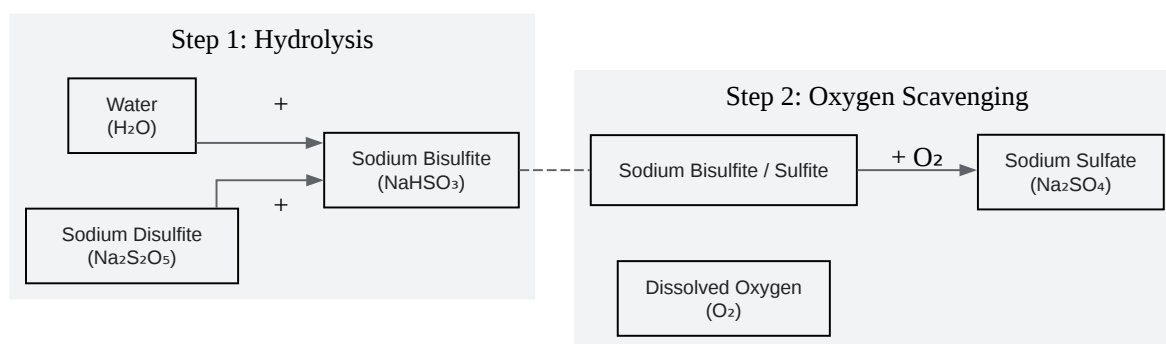 Step 1: Hydrolysis
Water
(H₂O)
+
Sodium Bisulfite
(NaHSO₃)
+
Sodium Disulfite
(Na₂S₂O₅)
Step 2: Oxygen Scavenging
Sodium Bisulfite / Sulfite
+ O₂
Sodium Sulfate
(Na₂SO₄)
Dissolved Oxygen
(O₂)